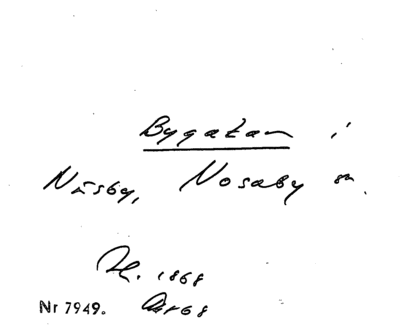 Bygatan i
Näsby, Nosaby sn.
H. 1868
Nr 7949.